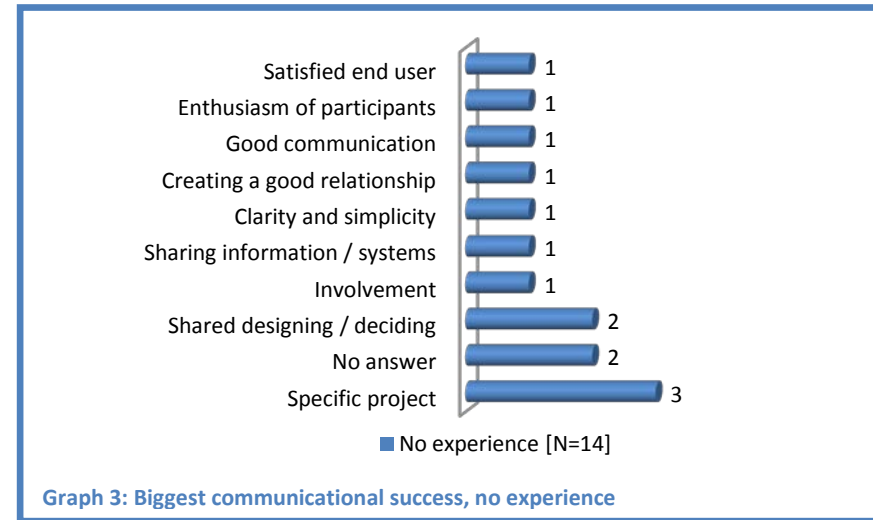 Satisfied end user 1
Enthusiasm of participants 1
Good communication 1
Creating a good relationship 1
Clarity and simplicity 1
Sharing information / systems 1
Involvement 1
Shared designing / deciding 2
No answer 2
Specific project 3
No experience [N=14]
Graph 3: Biggest communicational success, no experience